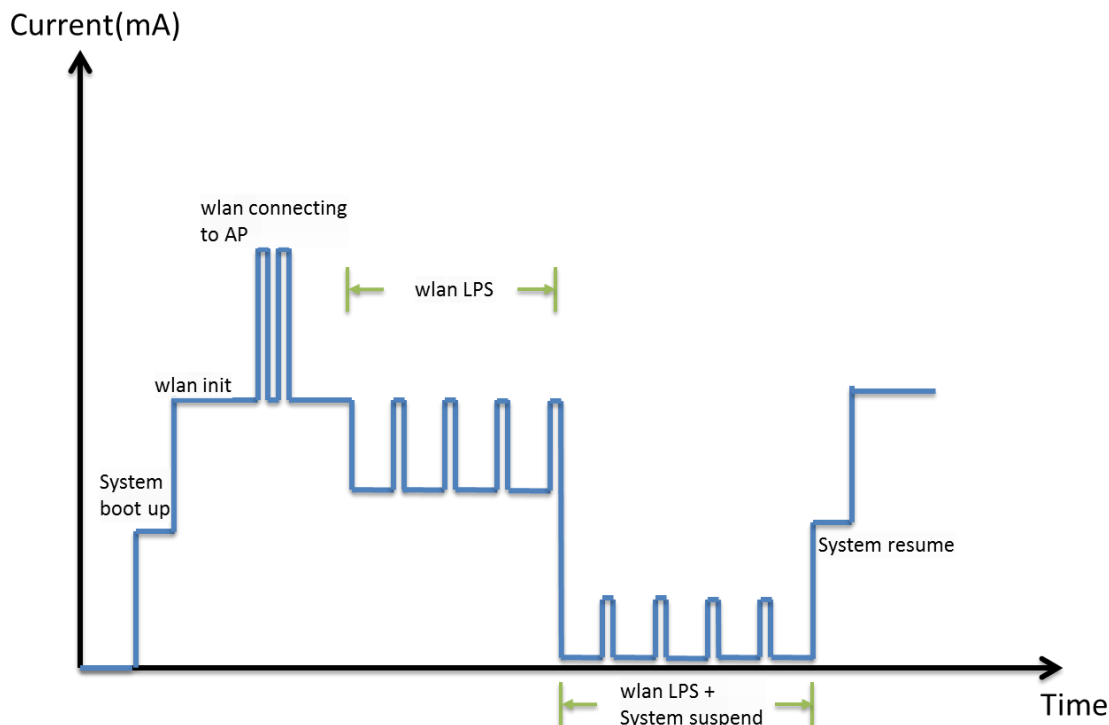 Current(mA)
wlan connecting
to AP
wlan LPS
wlan init
System
boot up
System resume
wlan LPS +
System suspend
Time